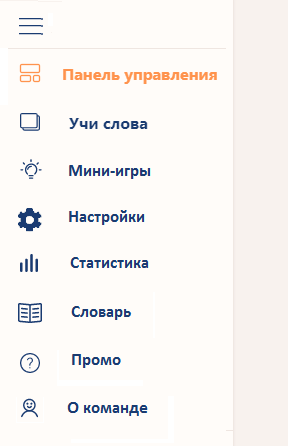 Панель управления
Учи слова
Мини-игры
Настройки
Статистика
Словарь
Промо
О команде